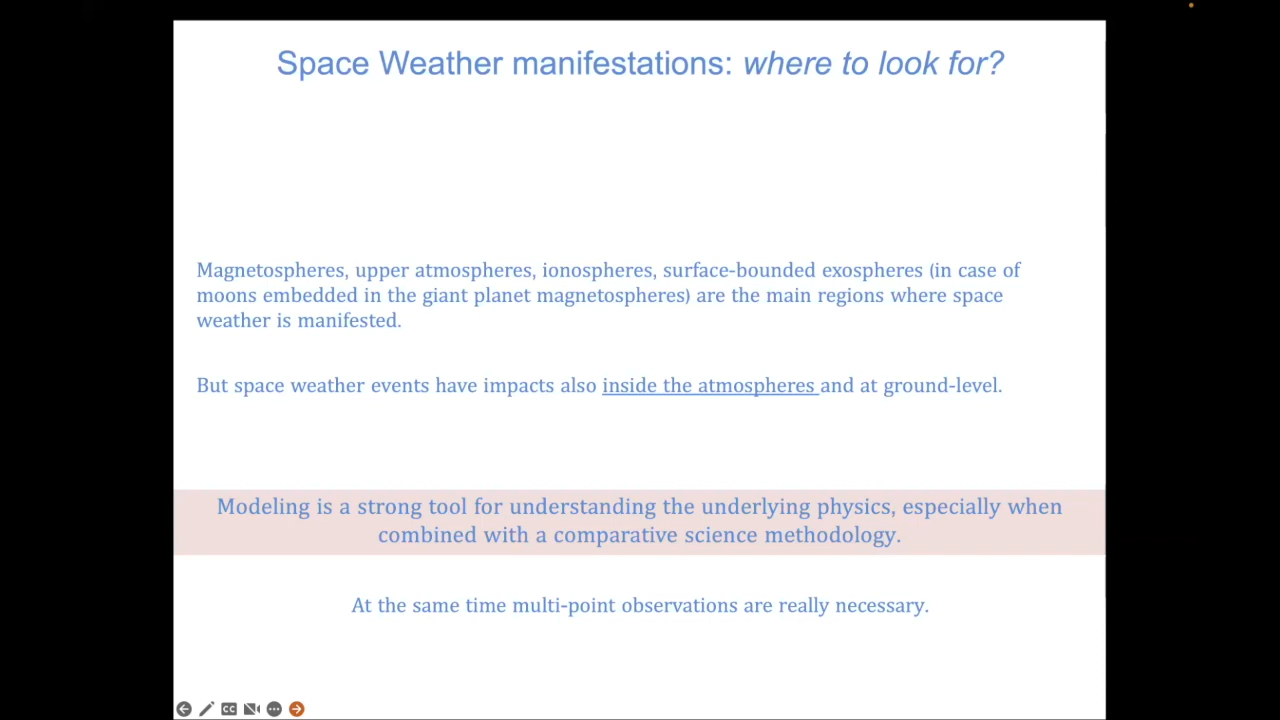 Space Weather manifestations: where to look for?
Magnetospheres, upper atmospheres, ionospheres, surface-bounded exospheres (in case of
moons embedded in the giant planet magnetospheres) are the main regions where space
weather is manifested.
But space weather events have impacts also inside the atmospheres and at ground-level.
Modeling is a strong tool for understanding the underlying physics, especially when
combined with a comparative science methodology.
At the same time multi-point observations are really necessary.
CC